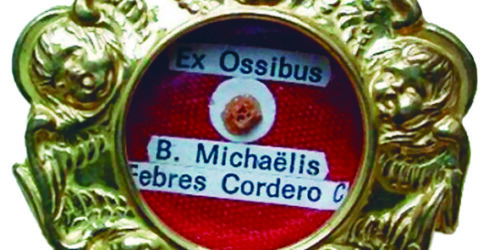 Ex Ossibus
B. Michaëlis
Febres Cordero C